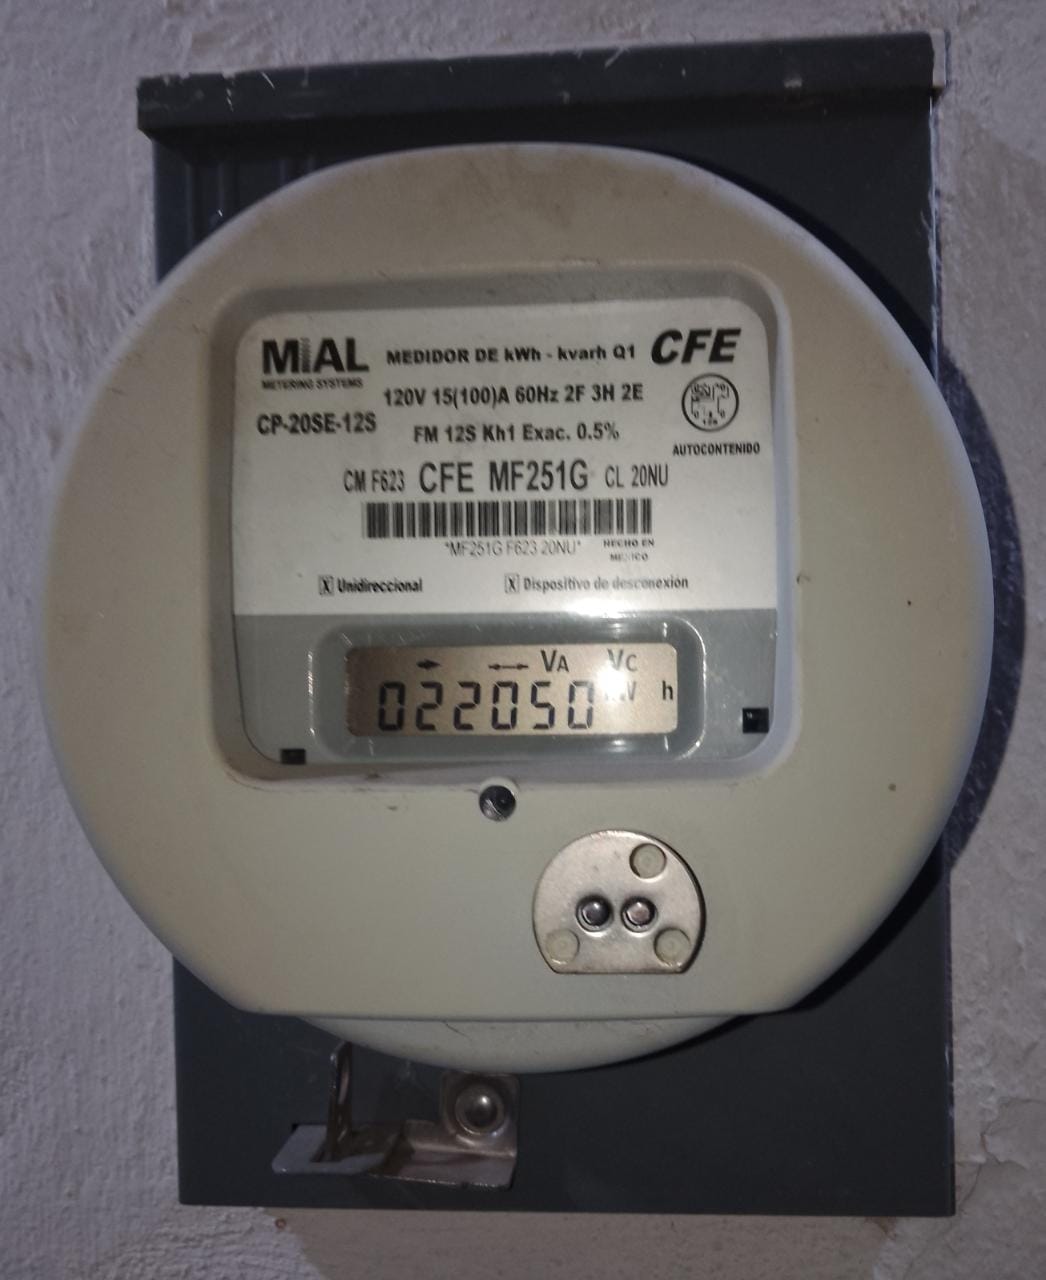 MIAL
METERING SYSTEMS
MEDIDOR DE kWh - kvarh Q1
CFE
120V 15(100)A 60Hz 2F 3H 2E
CP-20SE-12S
FM 12S Kh1 Exac. 0.5%
AUTOCONTENIDO
CM F623 CFE MF251G CL 20NU
*MF251G F623 20NU*
HECHO EN
MEXICO
X Unidireccional
X Dispositivo de desconexión
VA VC
022050 h